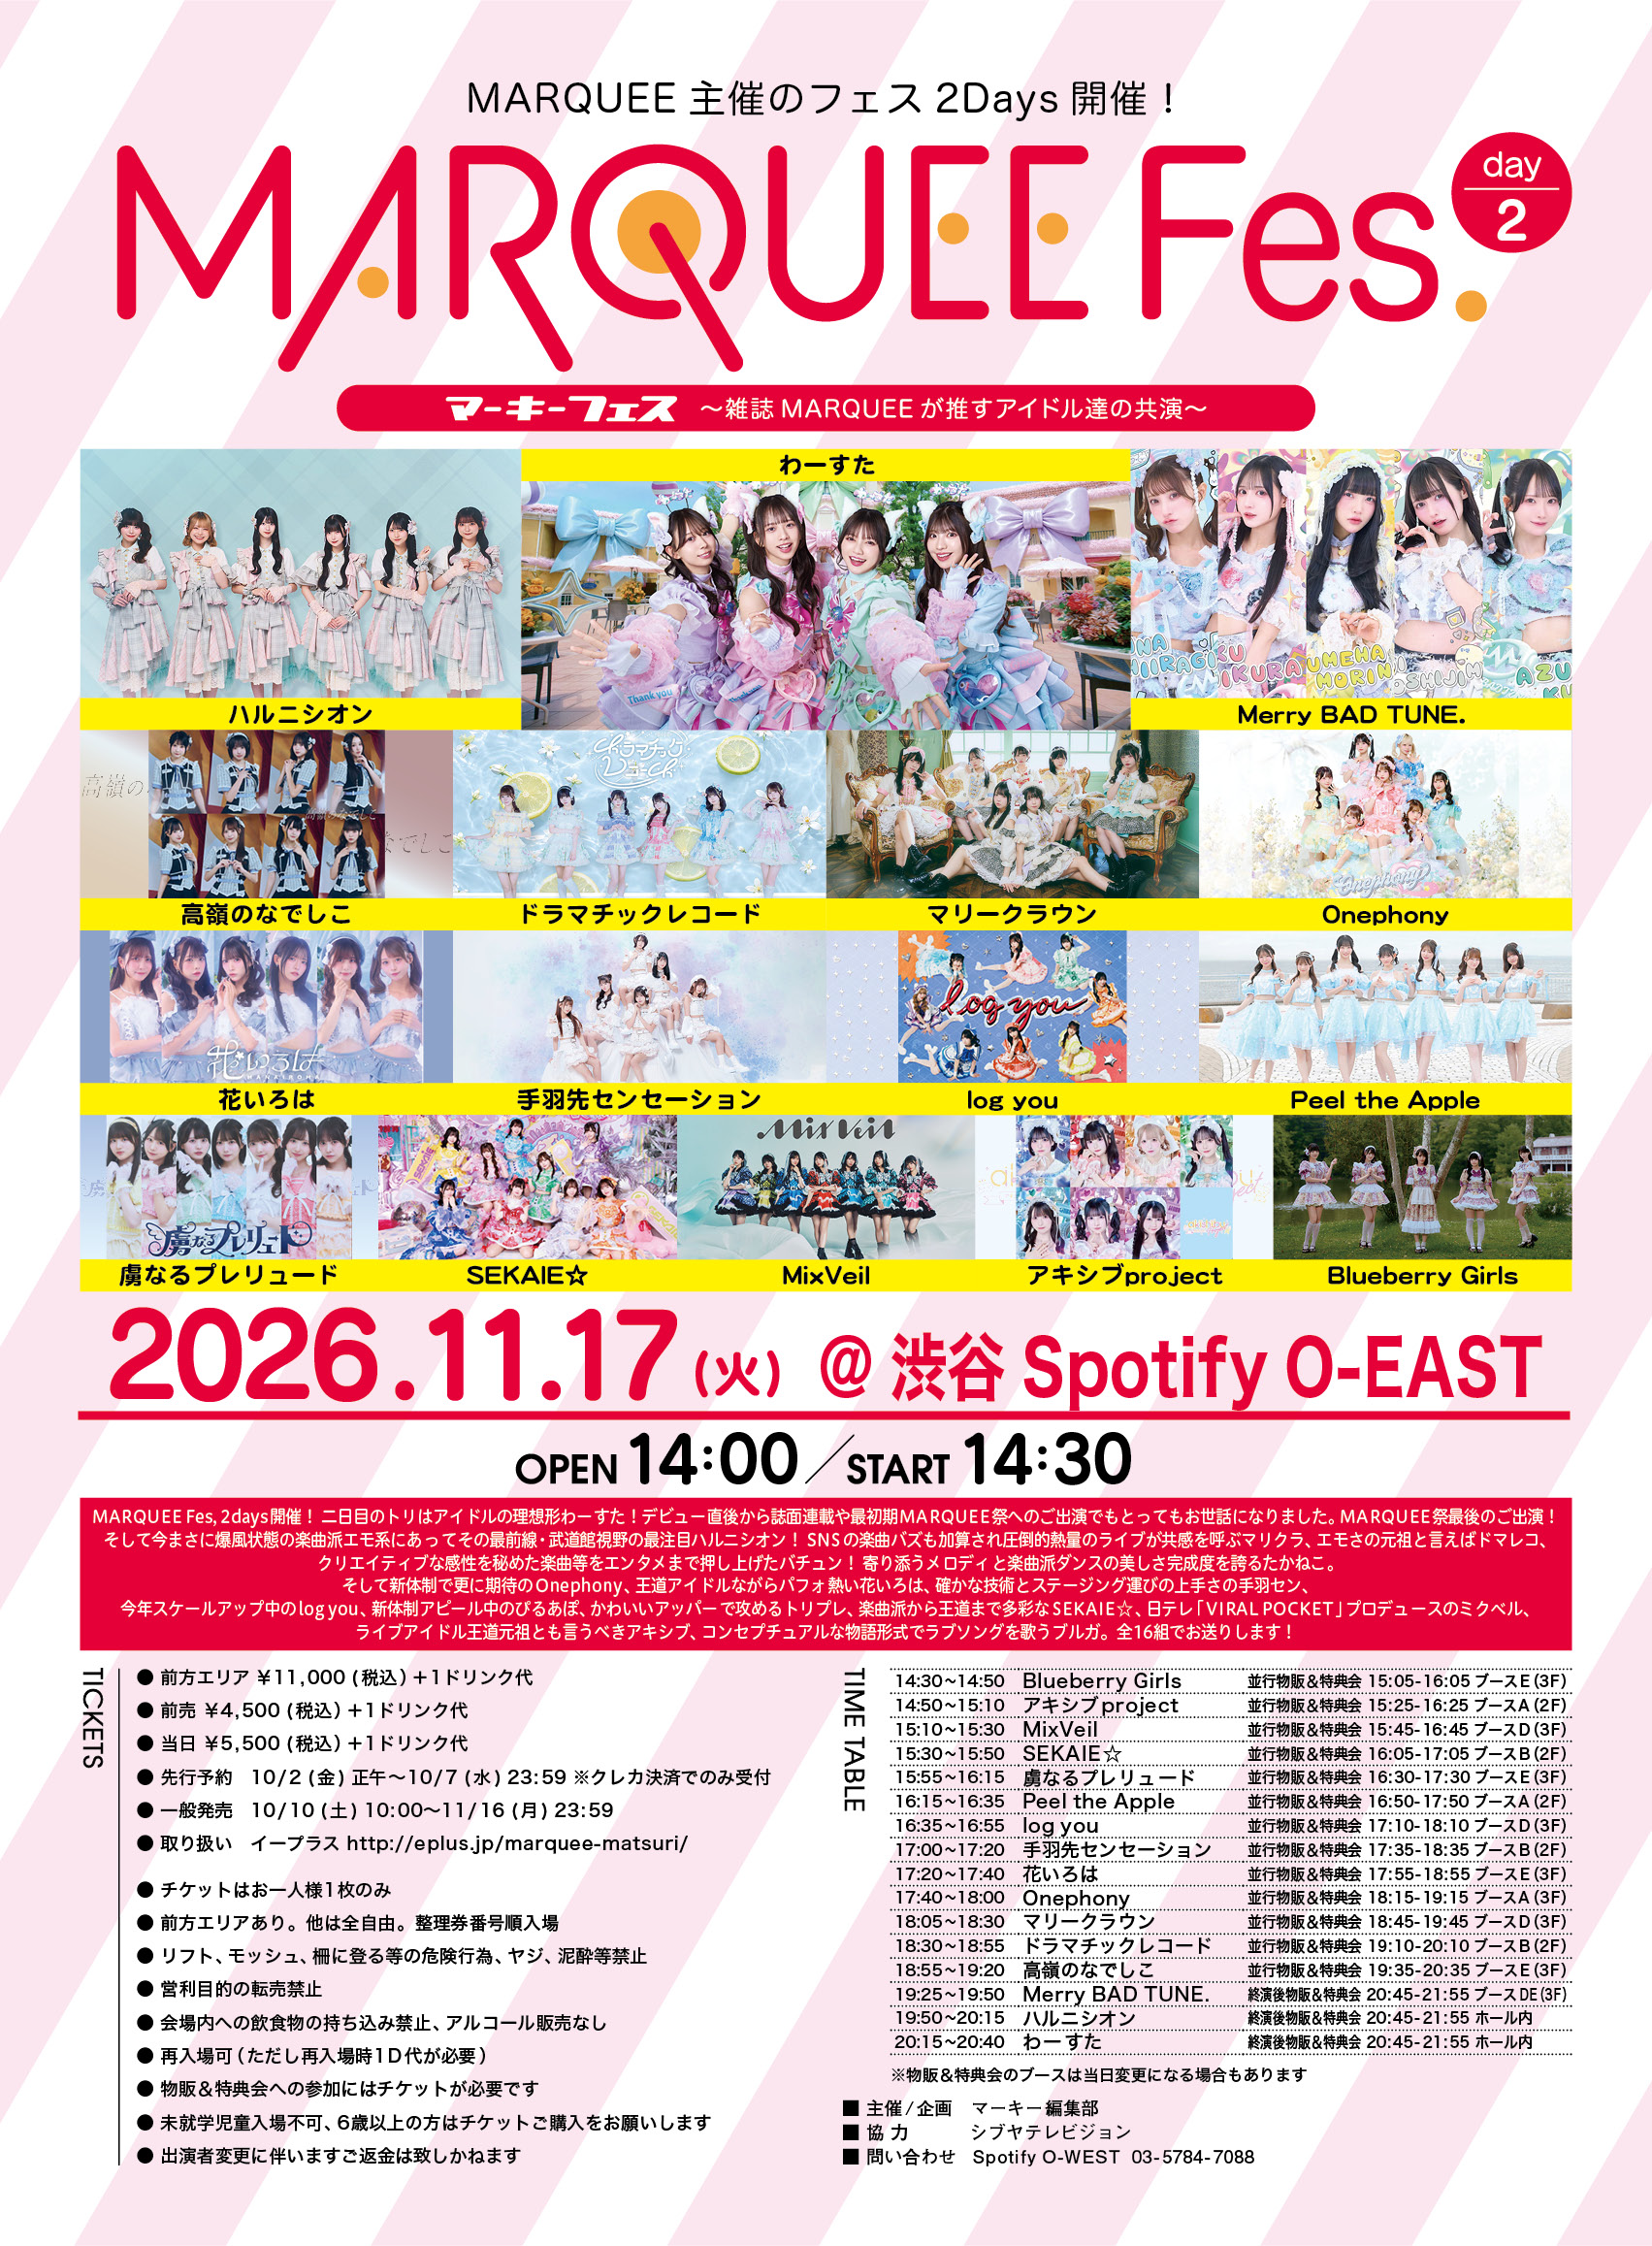 MARQUEE 主催のフェス 2Days 開催！
MARQUEE Fes.
day
2
マーキーフェス ～雑誌 MARQUEE が推すアイドル達の共演～
わーすた
Thank you
ハルニシオン
Merry BAD TUNE.
ドラマチックレコード
高嶺のなでしこ
Onephony
高嶺のなでしこ ドラマチックレコード マリークラウン Onephony
花いろは
log you
花いろは 手羽先センセーション log you Peel the Apple
虜なるプレリュード
MixVeil
虜なるプレリュード SEKAIE☆ MixVeil アキシブproject Blueberry Girls
2026.11.17(火) @ 渋谷 Spotify O-EAST
OPEN 14:00／START 14:30
MARQUEE Fes, 2days開催！ 二日目のトリはアイドルの理想形わーすた！デビュー直後から誌面連載や最初期MARQUEE祭へのご出演でもとってもお世話になりました。MARQUEE祭最後のご出演！
そして今まさに爆風状態の楽曲派エモ系にあってその最前線・武道館視野の最注目ハルニシオン！ SNSの楽曲バズも加算され圧倒的熱量のライブが共感を呼ぶマリクラ、エモさの元祖と言えばドマレコ、
クリエイティブな感性を秘めた楽曲等をエンタメまで押し上げたバチュン！ 寄り添うメロディと楽曲派ダンスの美しさ完成度を誇るたかねこ。
そして新体制で更に期待のOnephony、王道アイドルながらパフォ熱い花いろは、確かな技術とステージング運びの上手さの手羽セン、
今年スケールアップ中のlog you、新体制アピール中のぴるあぽ、かわいいアッパーで攻めるトリプレ、楽曲派から王道まで多彩なSEKAIE☆、日テレ「VIRAL POCKET」プロデュースのミクベル、
ライブアイドル王道元祖とも言うべきアキシブ、コンセプチュアルな物語形式でラブソングを歌うブルガ。全16組でお送りします！
TICKETS
● 前方エリア ￥11,000 (税込)＋1ドリンク代
● 前売 ￥4,500 (税込)＋1ドリンク代
● 当日 ￥5,500 (税込)＋1ドリンク代
● 先行予約　10/2 (金) 正午～10/7 (水) 23:59 ※クレカ決済でのみ受付
● 一般発売　10/10 (土) 10:00～11/16 (月) 23:59
● 取り扱い　イープラス http://eplus.jp/marquee-matsuri/
● チケットはお一人様1枚のみ
● 前方エリアあり。他は全自由。整理券番号順入場
● リフト、モッシュ、柵に登る等の危険行為、ヤジ、泥酔等禁止
● 営利目的の転売禁止
● 会場内への飲食物の持ち込み禁止、アルコール販売なし
● 再入場可（ただし再入場時1D代が必要）
● 物販＆特典会への参加にはチケットが必要です
● 未就学児童入場不可、6歳以上の方はチケットご購入をお願いします
● 出演者変更に伴いますご返金は致しかねます
TIME TABLE
14:30～14:50 Blueberry Girls 並行物販＆特典会 15:05-16:05 ブースE(3F)
14:50～15:10 アキシブproject 並行物販＆特典会 15:25-16:25 ブースA(2F)
15:10～15:30 MixVeil 並行物販＆特典会 15:45-16:45 ブースD(3F)
15:30～15:50 SEKAIE☆ 並行物販＆特典会 16:05-17:05 ブースB(2F)
15:55～16:15 虜なるプレリュード 並行物販＆特典会 16:30-17:30 ブースE(3F)
16:15～16:35 Peel the Apple 並行物販＆特典会 16:50-17:50 ブースA(2F)
16:35～16:55 log you 並行物販＆特典会 17:10-18:10 ブースD(3F)
17:00～17:20 手羽先センセーション 並行物販＆特典会 17:35-18:35 ブースB(2F)
17:20～17:40 花いろは 並行物販＆特典会 17:55-18:55 ブースE(3F)
17:40～18:00 Onephony 並行物販＆特典会 18:15-19:15 ブースA(3F)
18:05～18:30 マリークラウン 並行物販＆特典会 18:45-19:45 ブースD(3F)
18:30～18:55 ドラマチックレコード 並行物販＆特典会 19:10-20:10 ブースB(2F)
18:55～19:20 高嶺のなでしこ 並行物販＆特典会 19:35-20:35 ブースE(3F)
19:25～19:50 Merry BAD TUNE. 終演後物販＆特典会 20:45-21:55 ブースDE(3F)
19:50～20:15 ハルニシオン 終演後物販＆特典会 20:45-21:55 ホール内
20:15～20:40 わーすた 終演後物販＆特典会 20:45-21:55 ホール内
※物販＆特典会のブースは当日変更になる場合もあります
■ 主催/企画　マーキー編集部
■ 協力　シブヤテレビジョン
■ 問い合わせ　Spotify O-WEST 03-5784-7088